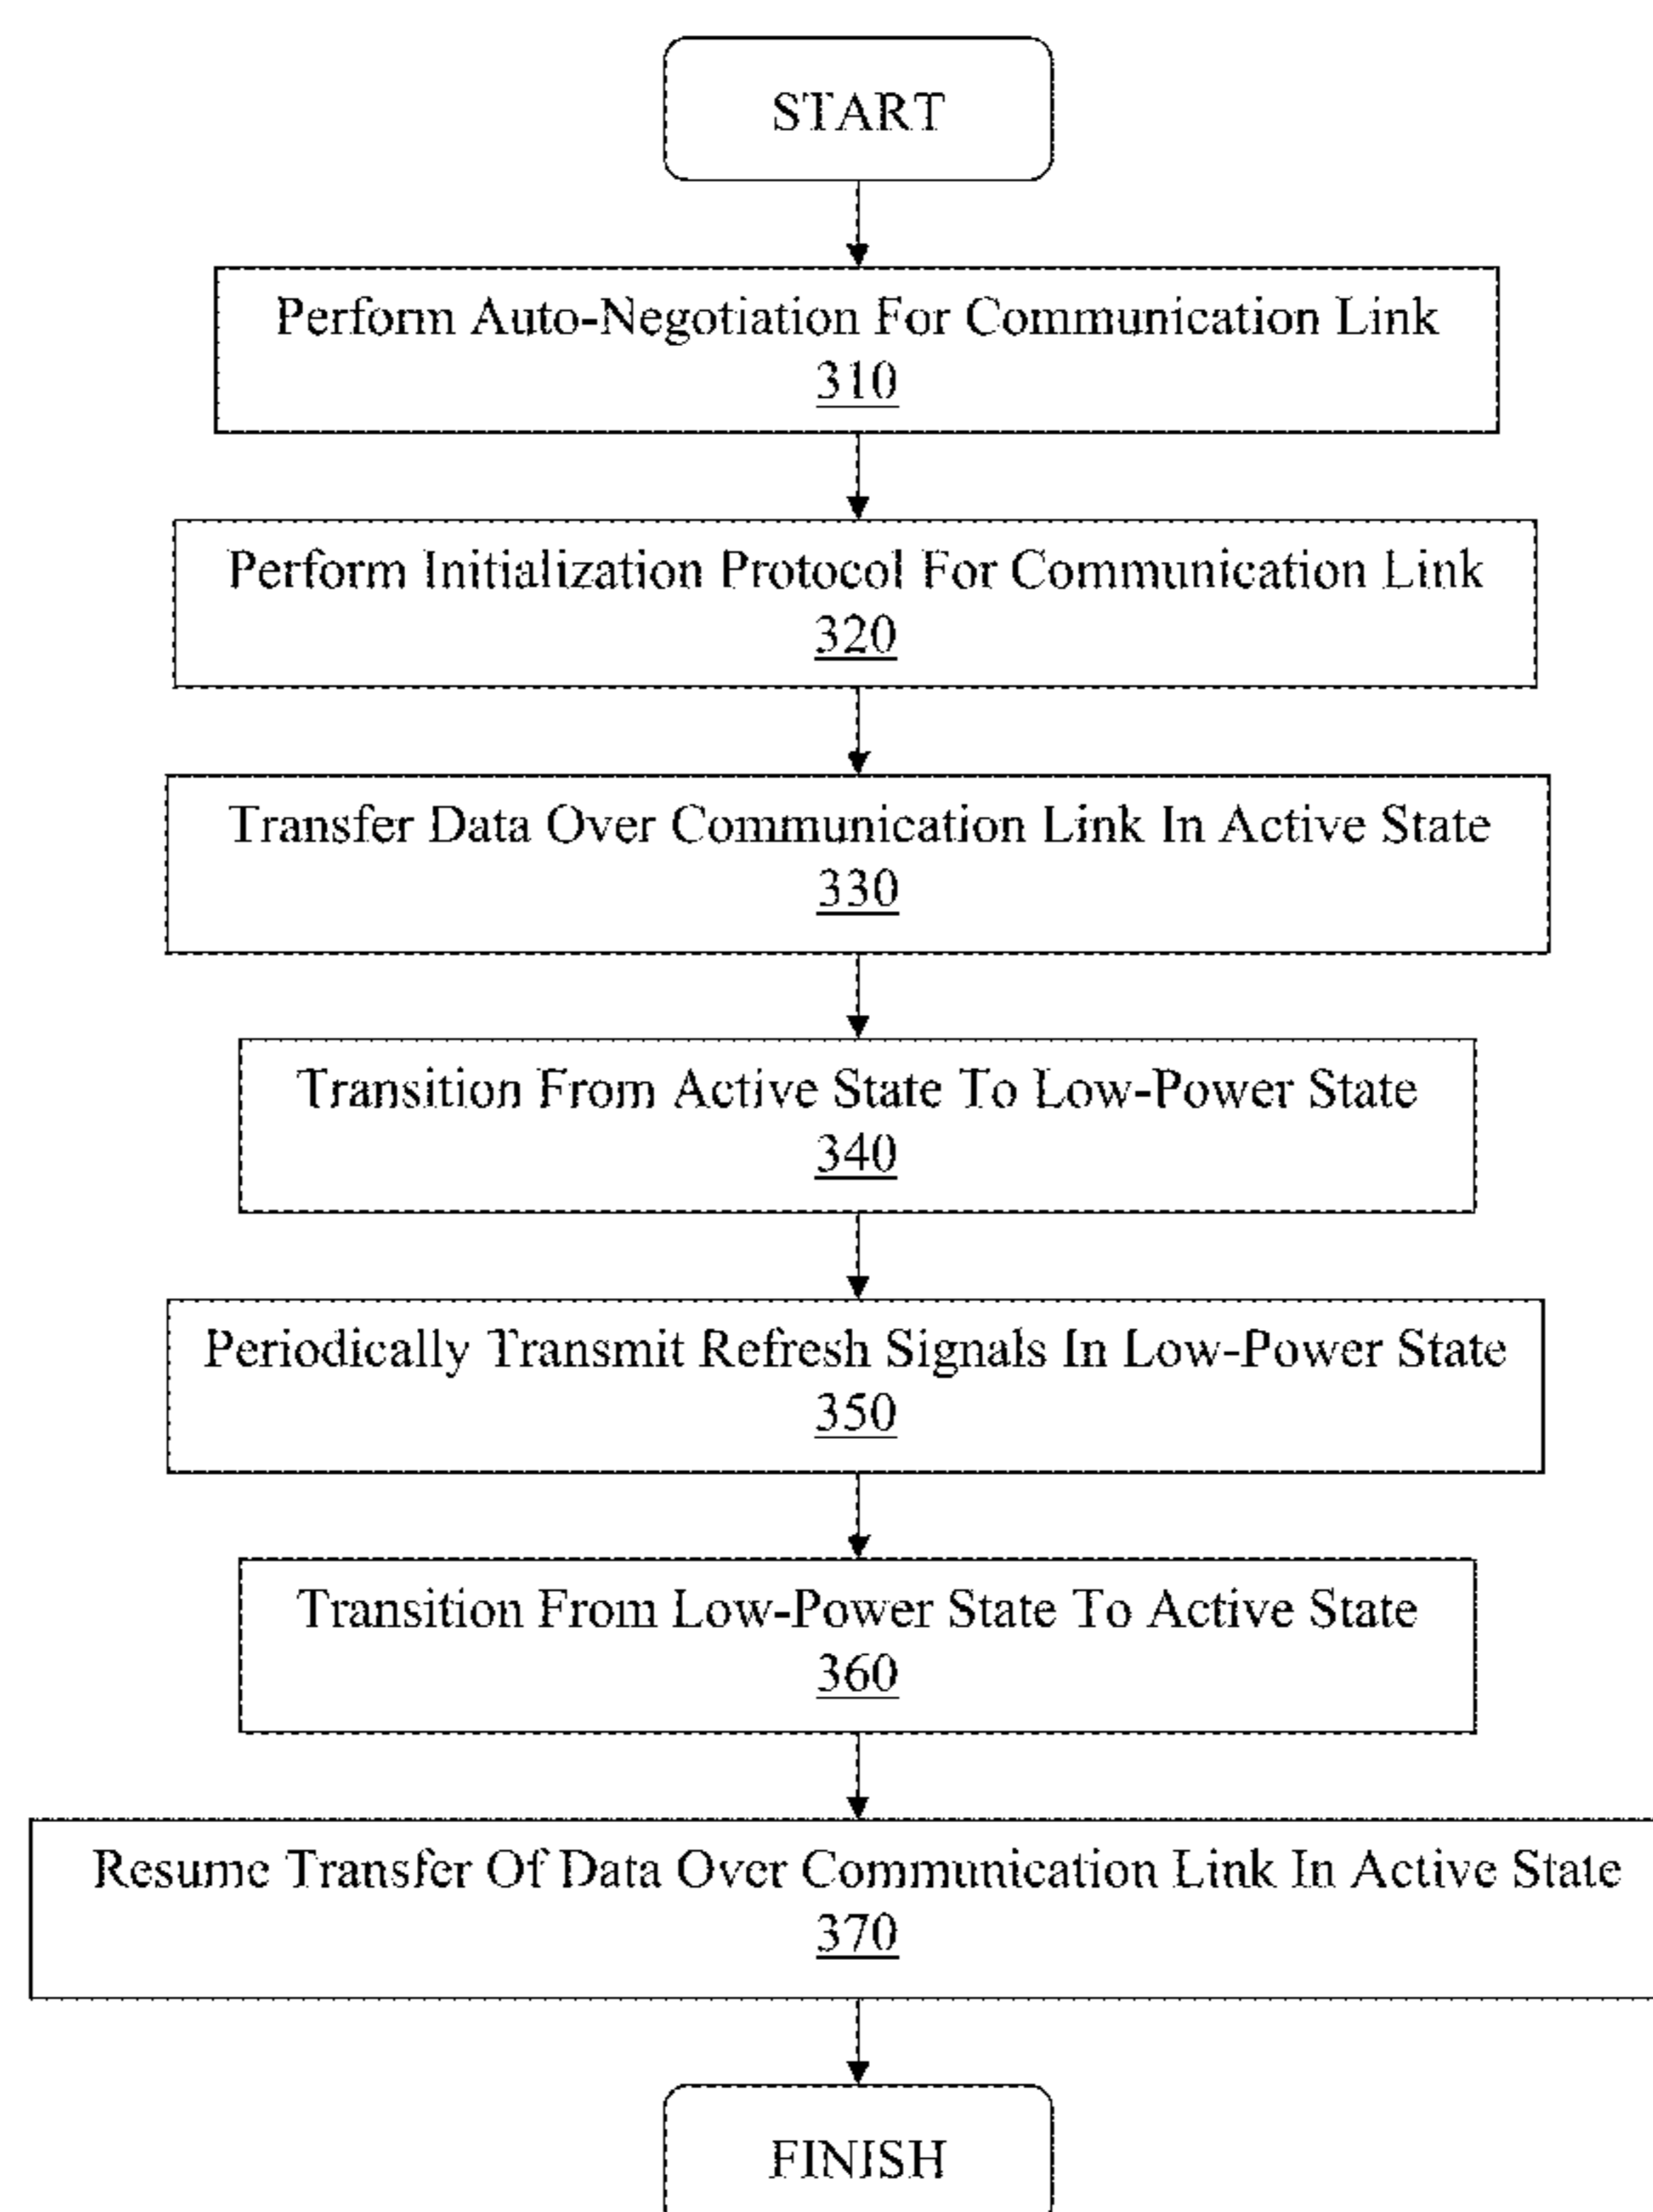 START
Perform Auto-Negotiation For Communication Link
310
Perform Initialization Protocol For Communication Link
320
Transfer Data Over Communication Link In Active State
330
Transition From Active State To Low-Power State
340
Periodically Transmit Refresh Signals In Low-Power State
350
Transition From Low-Power State To Active State
360
Resume Transfer Of Data Over Communication Link In Active State
370
FINISH